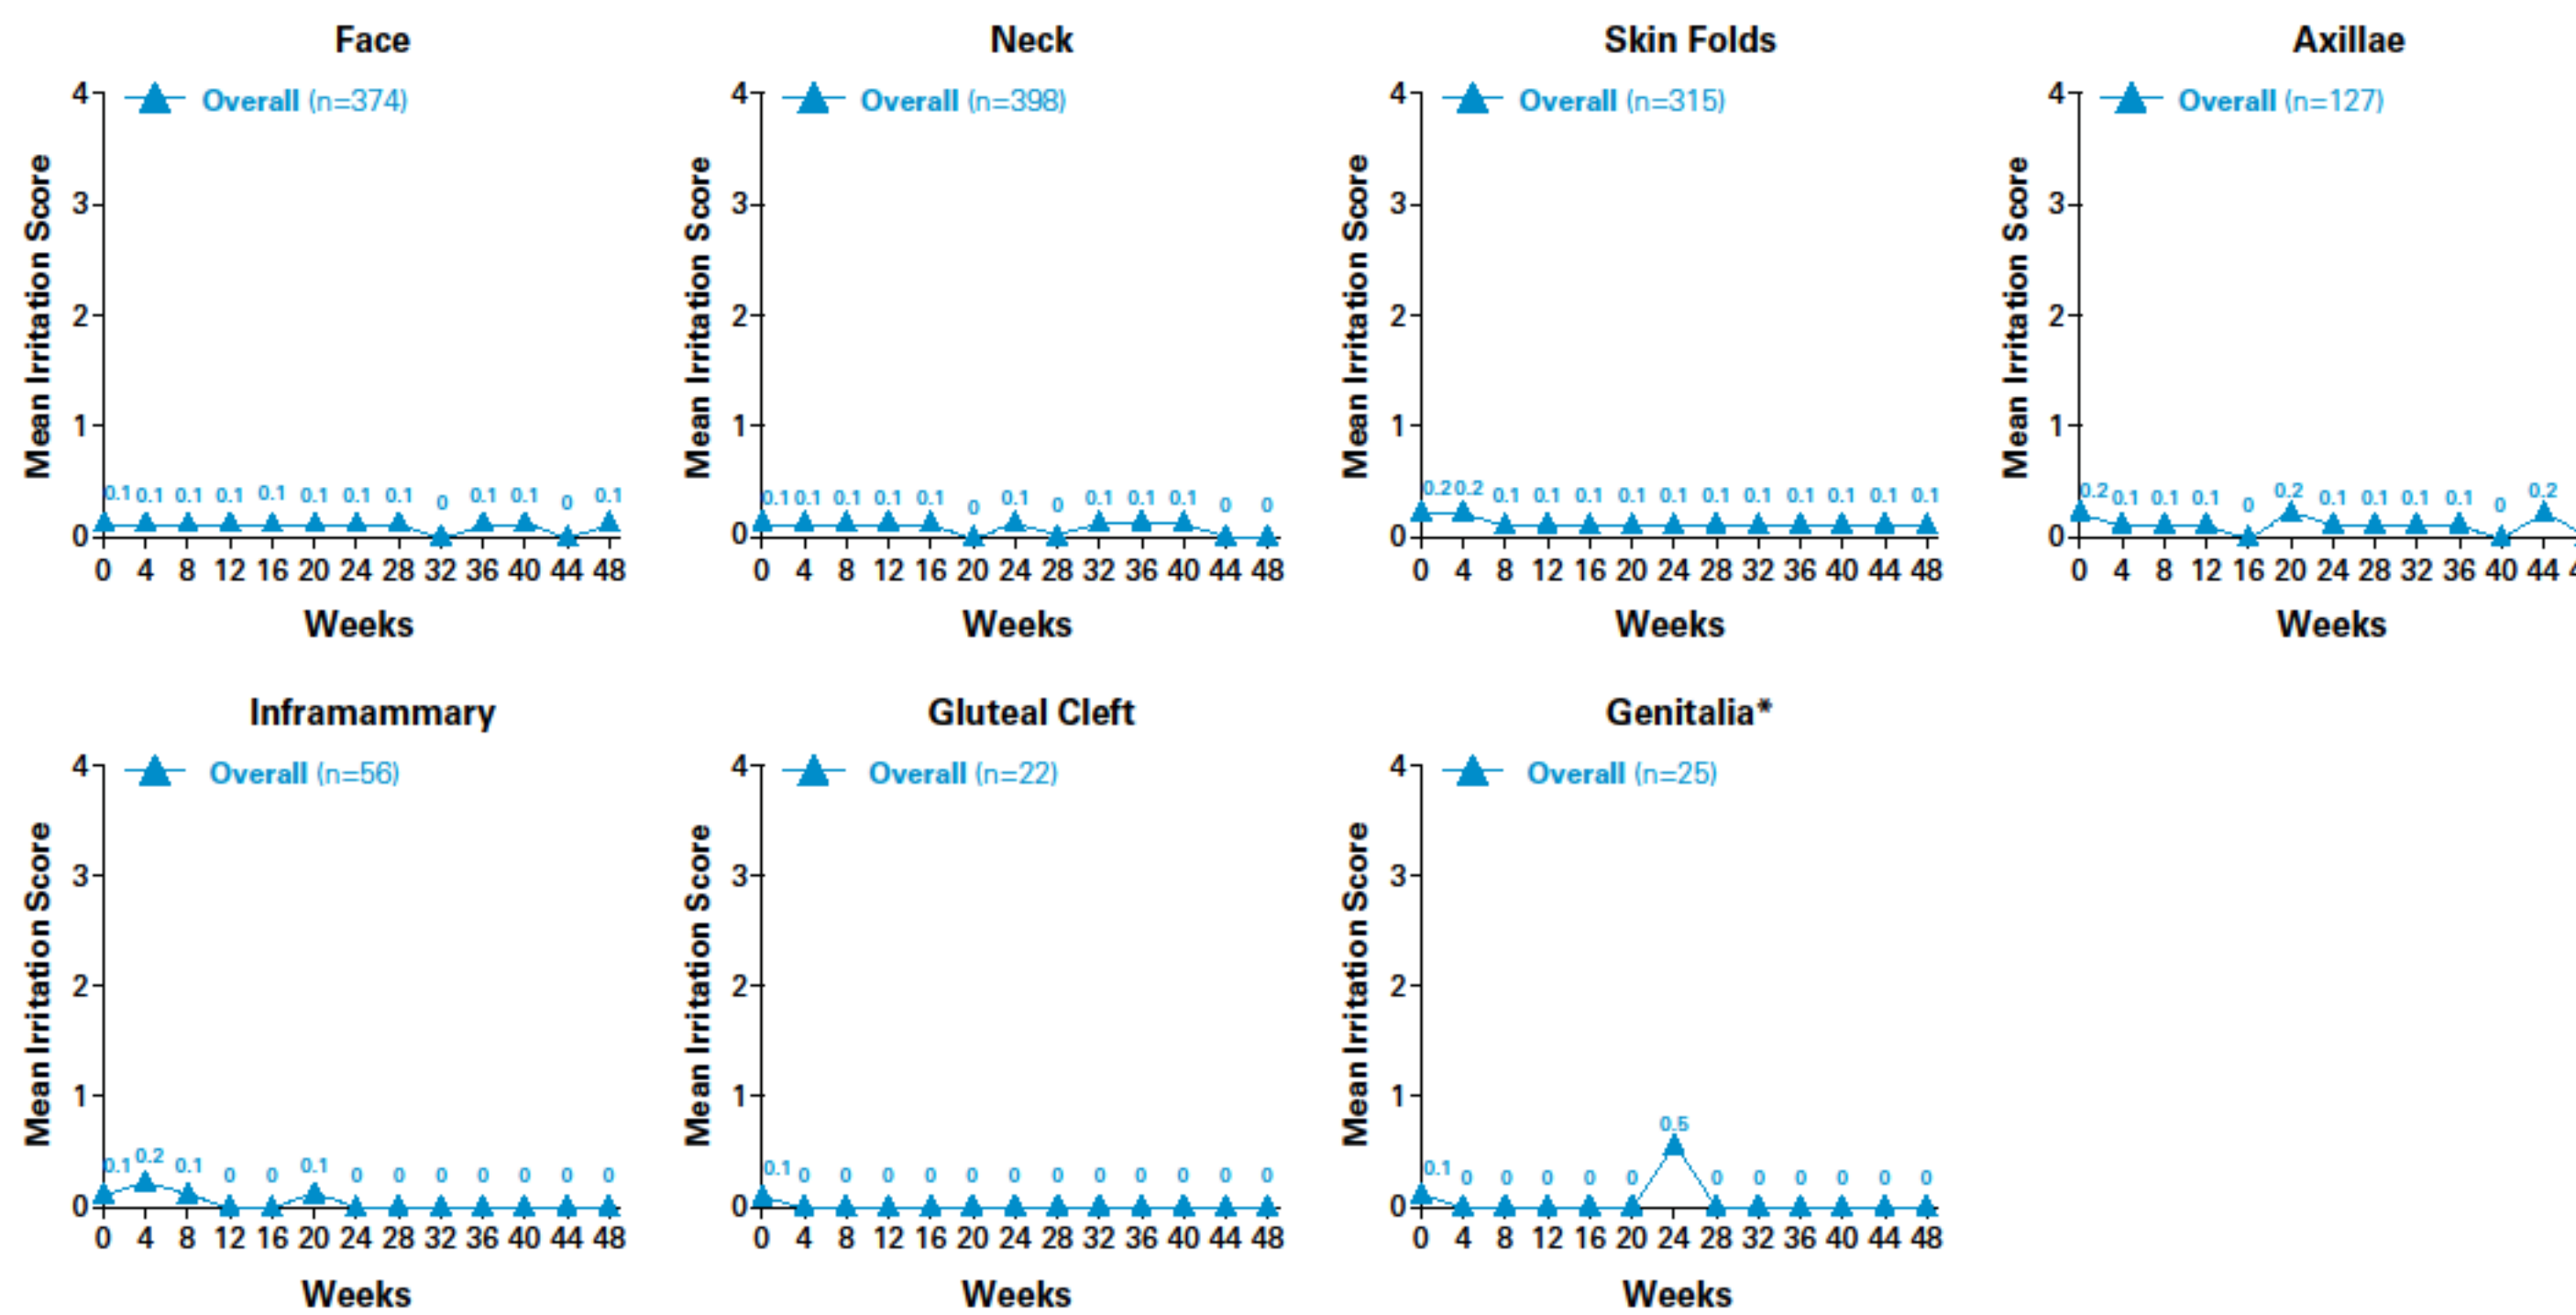 Face
Overall (n=374)
Mean Irritation Score
4
3
2
1
0
0.1 0.1 0.1 0.1 0.1 0.1 0.1 0.1 0 0.1 0.1 0 0.1
0 4 8 12 16 20 24 28 32 36 40 44 48
Weeks
Neck
Overall (n=398)
Mean Irritation Score
4
3
2
1
0
0.1 0.1 0.1 0.1 0.1 0 0.1 0 0.1 0.1 0.1 0 0
0 4 8 12 16 20 24 28 32 36 40 44 48
Weeks
Skin Folds
Overall (n=315)
Mean Irritation Score
4
3
2
1
0
0.2 0.2 0.1 0.1 0.1 0.1 0.1 0.1 0.1 0.1 0.1 0.1 0.1
0 4 8 12 16 20 24 28 32 36 40 44 48
Weeks
Axillae
Overall (n=127)
Mean Irritation Score
4
3
2
1
0
0.2 0.1 0.1 0.1 0 0.2 0.1 0.1 0.1 0.1 0 0.2
0 4 8 12 16 20 24 28 32 36 40 44
Weeks
Inframammary
Overall (n=56)
Mean Irritation Score
4
3
2
1
0
0.1 0.2 0.1 0 0 0.1 0 0 0 0 0 0 0
0 4 8 12 16 20 24 28 32 36 40 44 48
Weeks
Gluteal Cleft
Overall (n=22)
Mean Irritation Score
4
3
2
1
0
0.1 0 0 0 0 0 0 0 0 0 0 0 0
0 4 8 12 16 20 24 28 32 36 40 44 48
Weeks
Genitalia*
Overall (n=25)
Mean Irritation Score
4
3
2
1
0
0.1 0 0 0 0 0 0.5 0 0 0 0 0 0
0 4 8 12 16 20 24 28 32 36 40 44 48
Weeks